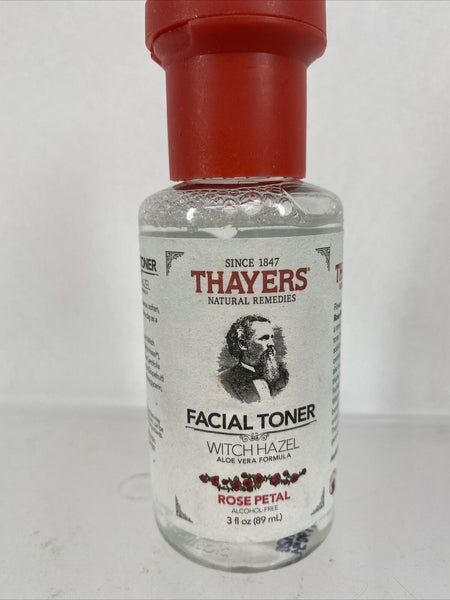 SINCE 1847
THAYERS®
NATURAL REMEDIES
FACIAL TONER
WITCH HAZEL
ALOE VERA FORMULA
ROSE PETAL
ALCOHOL-FREE
3 fl oz (89 mL)
TONER